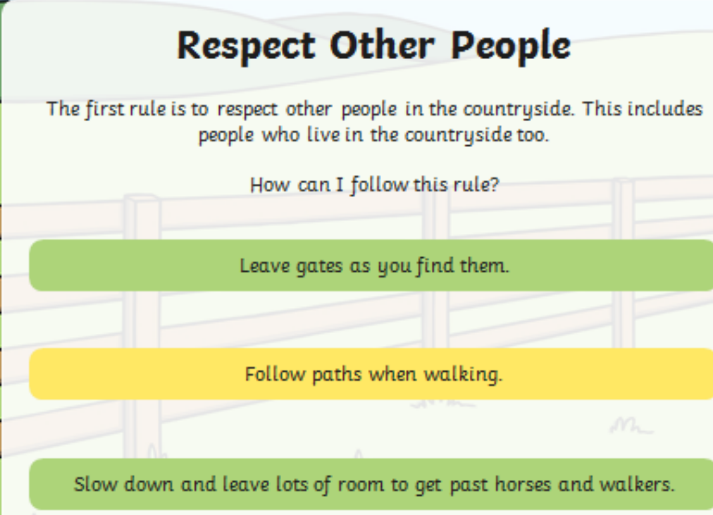 Respect Other People
The first rule is to respect other people in the countryside. This includes
people who live in the countryside too.
How can I follow this rule?
Leave gates as you find them.
Follow paths when walking.
Slow down and leave lots of room to get past horses and walkers.